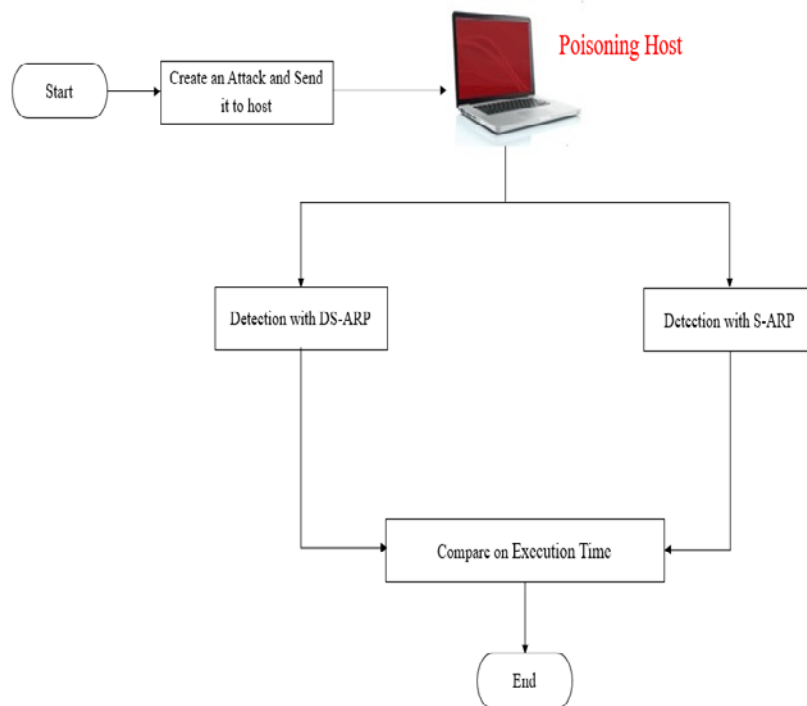 Poisoning Host
Start
Create an Attack and Send
it to host
Detection with DS-ARP
Detection with S-ARP
Compare on Execution Time
End